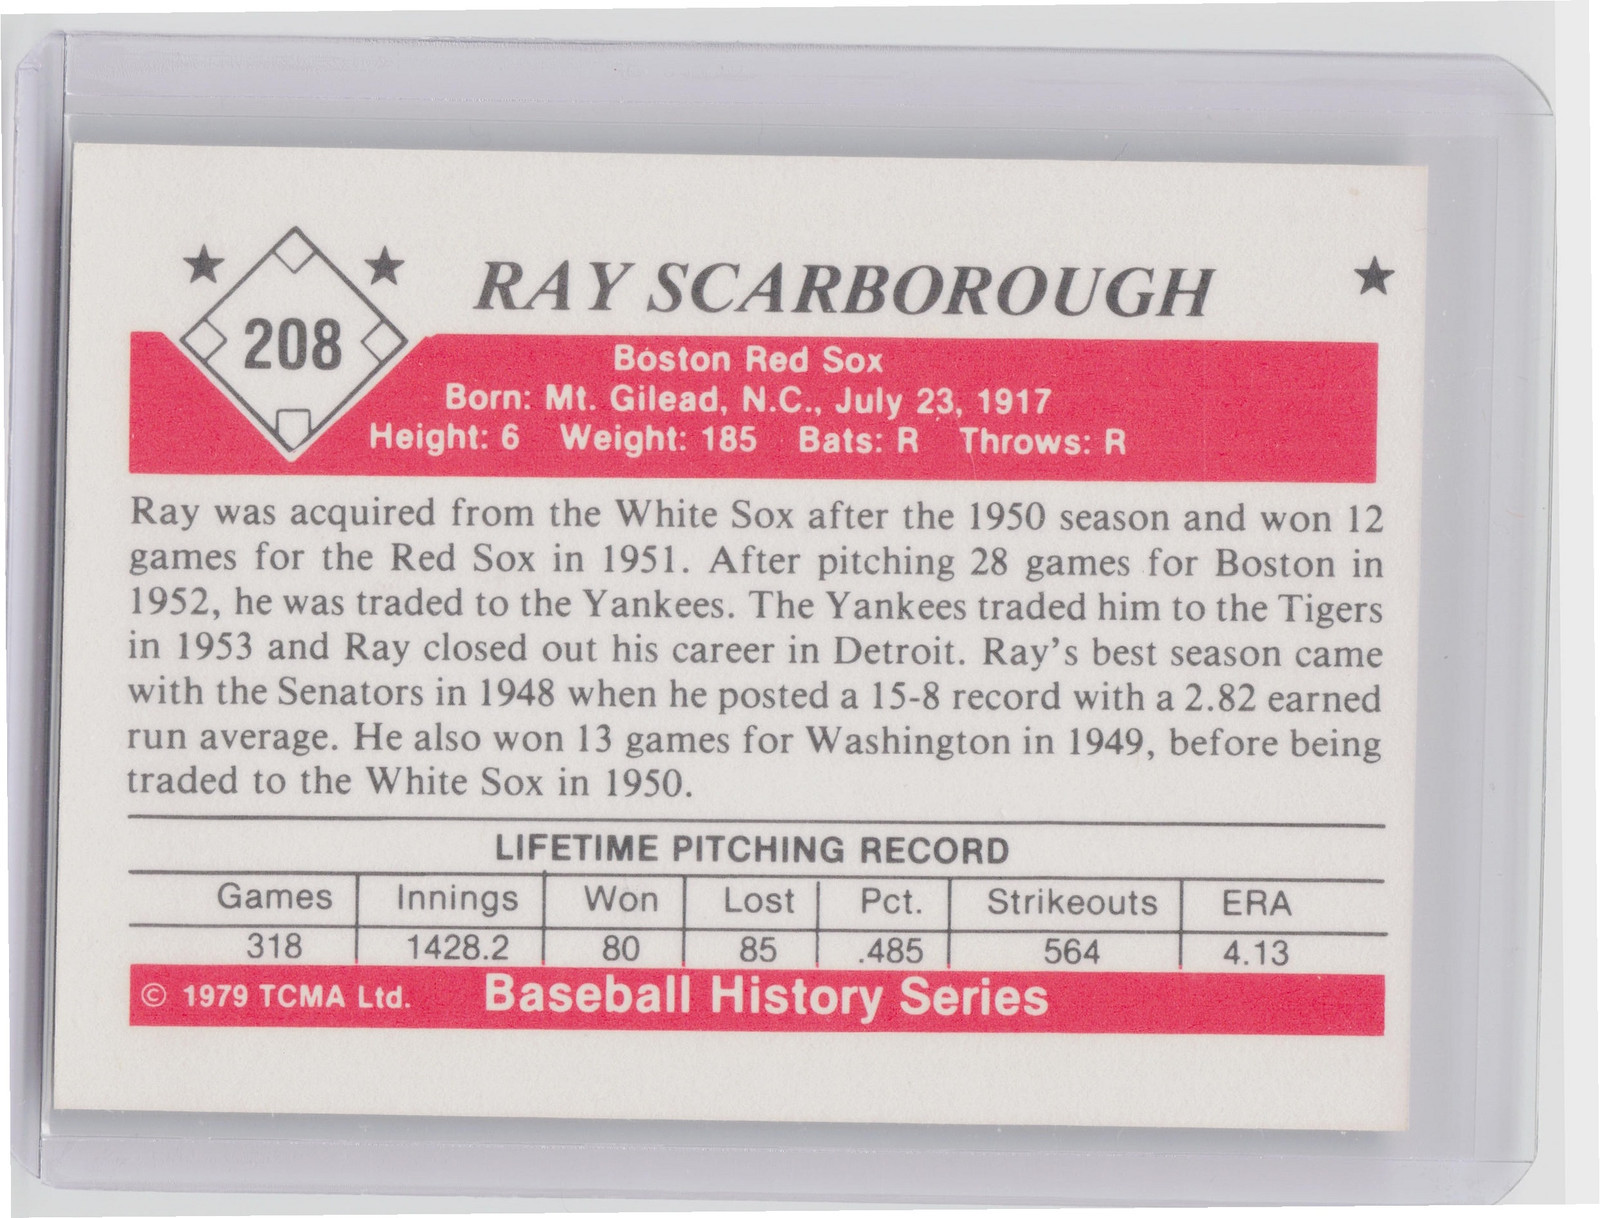 208
RAY SCARBOROUGH
Boston Red Sox
Born: Mt. Gilead, N.C., July 23, 1917
Height: 6 Weight: 185 Bats: R Throws: R
Ray was acquired from the White Sox after the 1950 season and won 12
games for the Red Sox in 1951. After pitching 28 games for Boston in
1952, he was traded to the Yankees. The Yankees traded him to the Tigers
in 1953 and Ray closed out his career in Detroit. Ray's best season came
with the Senators in 1948 when he posted a 15-8 record with a 2.82 earned
run average. He also won 13 games for Washington in 1949, before being
traded to the White Sox in 1950.
LIFETIME PITCHING RECORD
Games Innings Won Lost Pct. Strikeouts ERA
318 1428.2 80 85 .485 564 4.13
© 1979 TCMA Ltd. Baseball History Series